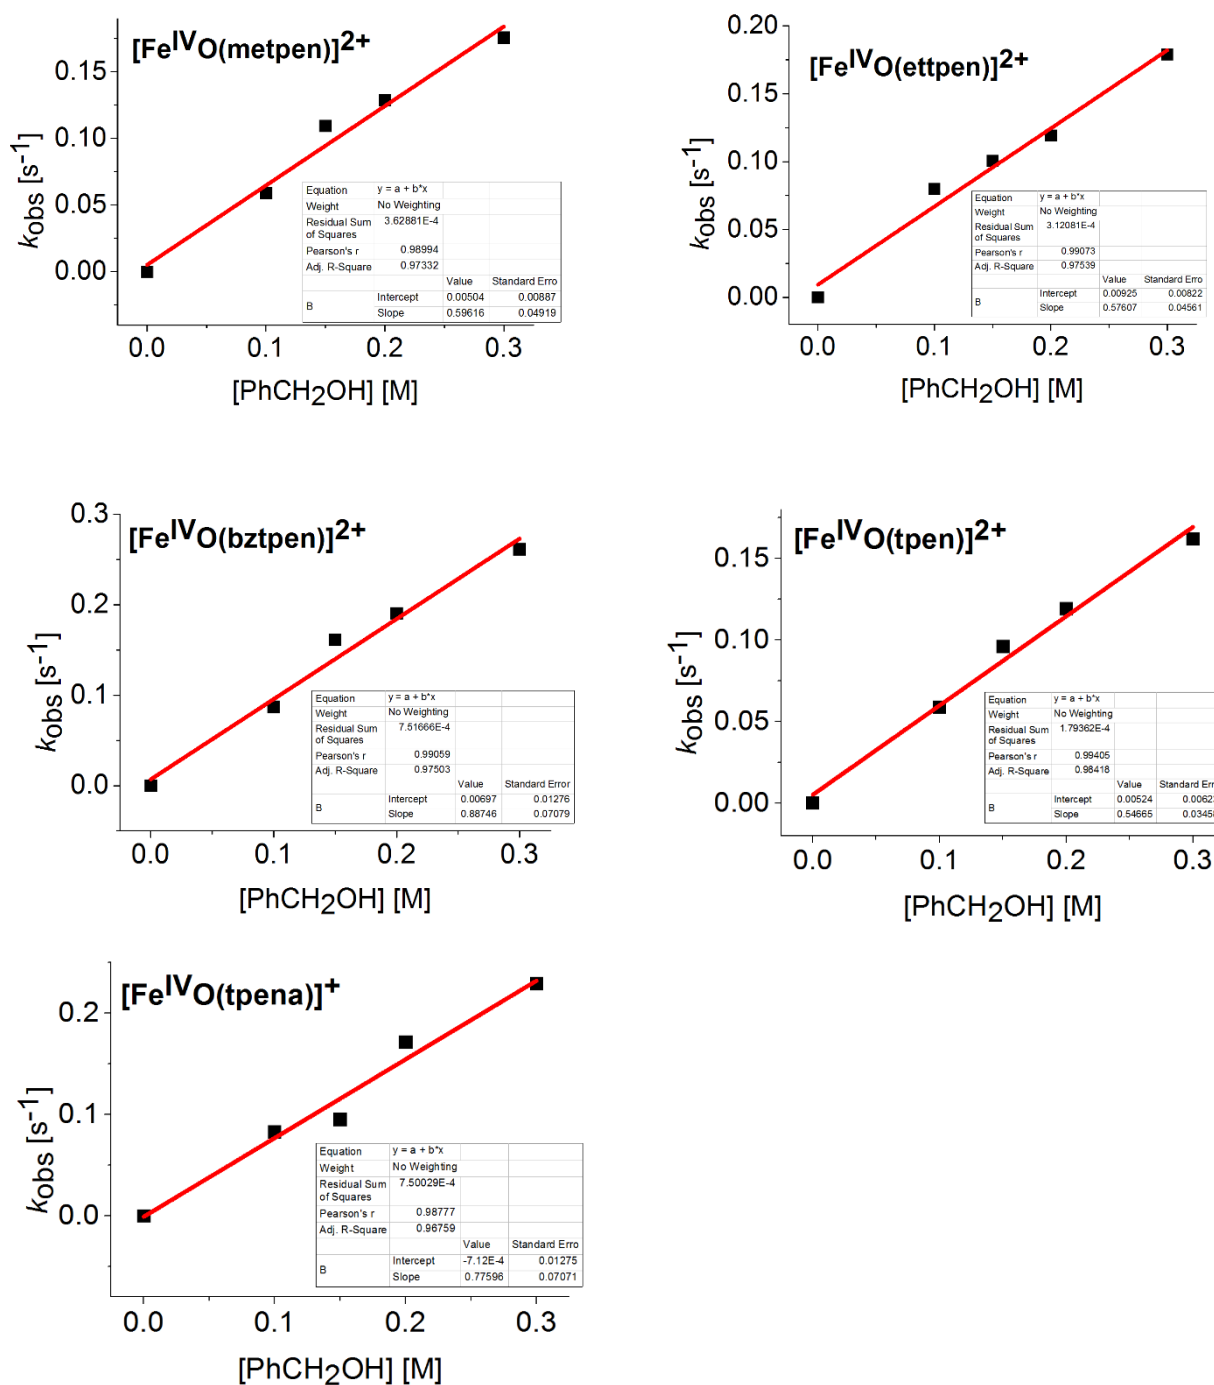 [Fe^IV O(metpen)]2+
0.15
0.10
0.05
0.00
kobs [s-1]
0.0 0.1 0.2 0.3
[PhCH2OH] [M]
Equation y = a + b*x
Weight No Weighting
Residual Sum of Squares 3.62881E-4
Pearson's r 0.98994
Adj. R-Square 0.97332
Value Standard Erro
B
Intercept 0.00504 0.00887
Slope 0.59616 0.04919
[Fe^IV O(ettpen)]2+
0.20
0.15
0.10
0.05
0.00
kobs [s-1]
0.0 0.1 0.2 0.3
[PhCH2OH] [M]
Equation y = a + b*x
Weight No Weighting
Residual Sum of Squares 3.12081E-4
Pearson's r 0.99073
Adj. R-Square 0.97539
Value Standard Erro
B
Intercept 0.00925 0.00822
Slope 0.57607 0.04561
[Fe^IV O(bztpen)]2+
0.3
0.2
0.1
0.0
kobs [s-1]
0.0 0.1 0.2 0.3
[PhCH2OH] [M]
Equation y = a + b*x
Weight No Weighting
Residual Sum of Squares 7.51666E-4
Pearson's r 0.99059
Adj. R-Square 0.97503
Value Standard Error
B
Intercept 0.00697 0.01276
Slope 0.88746 0.07079
[Fe^IV O(tpen)]2+
0.15
0.10
0.05
0.00
kobs [s-1]
0.0 0.1 0.2 0.3
[PhCH2OH] [M]
Equation y = a + b*x
Weight No Weighting
Residual Sum of Squares 1.79362E-4
Pearson's r 0.99405
Adj. R-Square 0.98418
Value Standard Erro
B
Intercept 0.00524
Slope 0.54665
[Fe^IV O(tpena)]+
0.2
0.1
0.0
kobs [s-1]
0.0 0.1 0.2 0.3
[PhCH2OH] [M]
Equation y = a + b*x
Weight No Weighting
Residual Sum of Squares 7.50029E-4
Pearson's r 0.98777
Adj. R-Square 0.96759
Value Standard Erro
B
Intercept -7.12E-4 0.01275
Slope 0.77596 0.07071